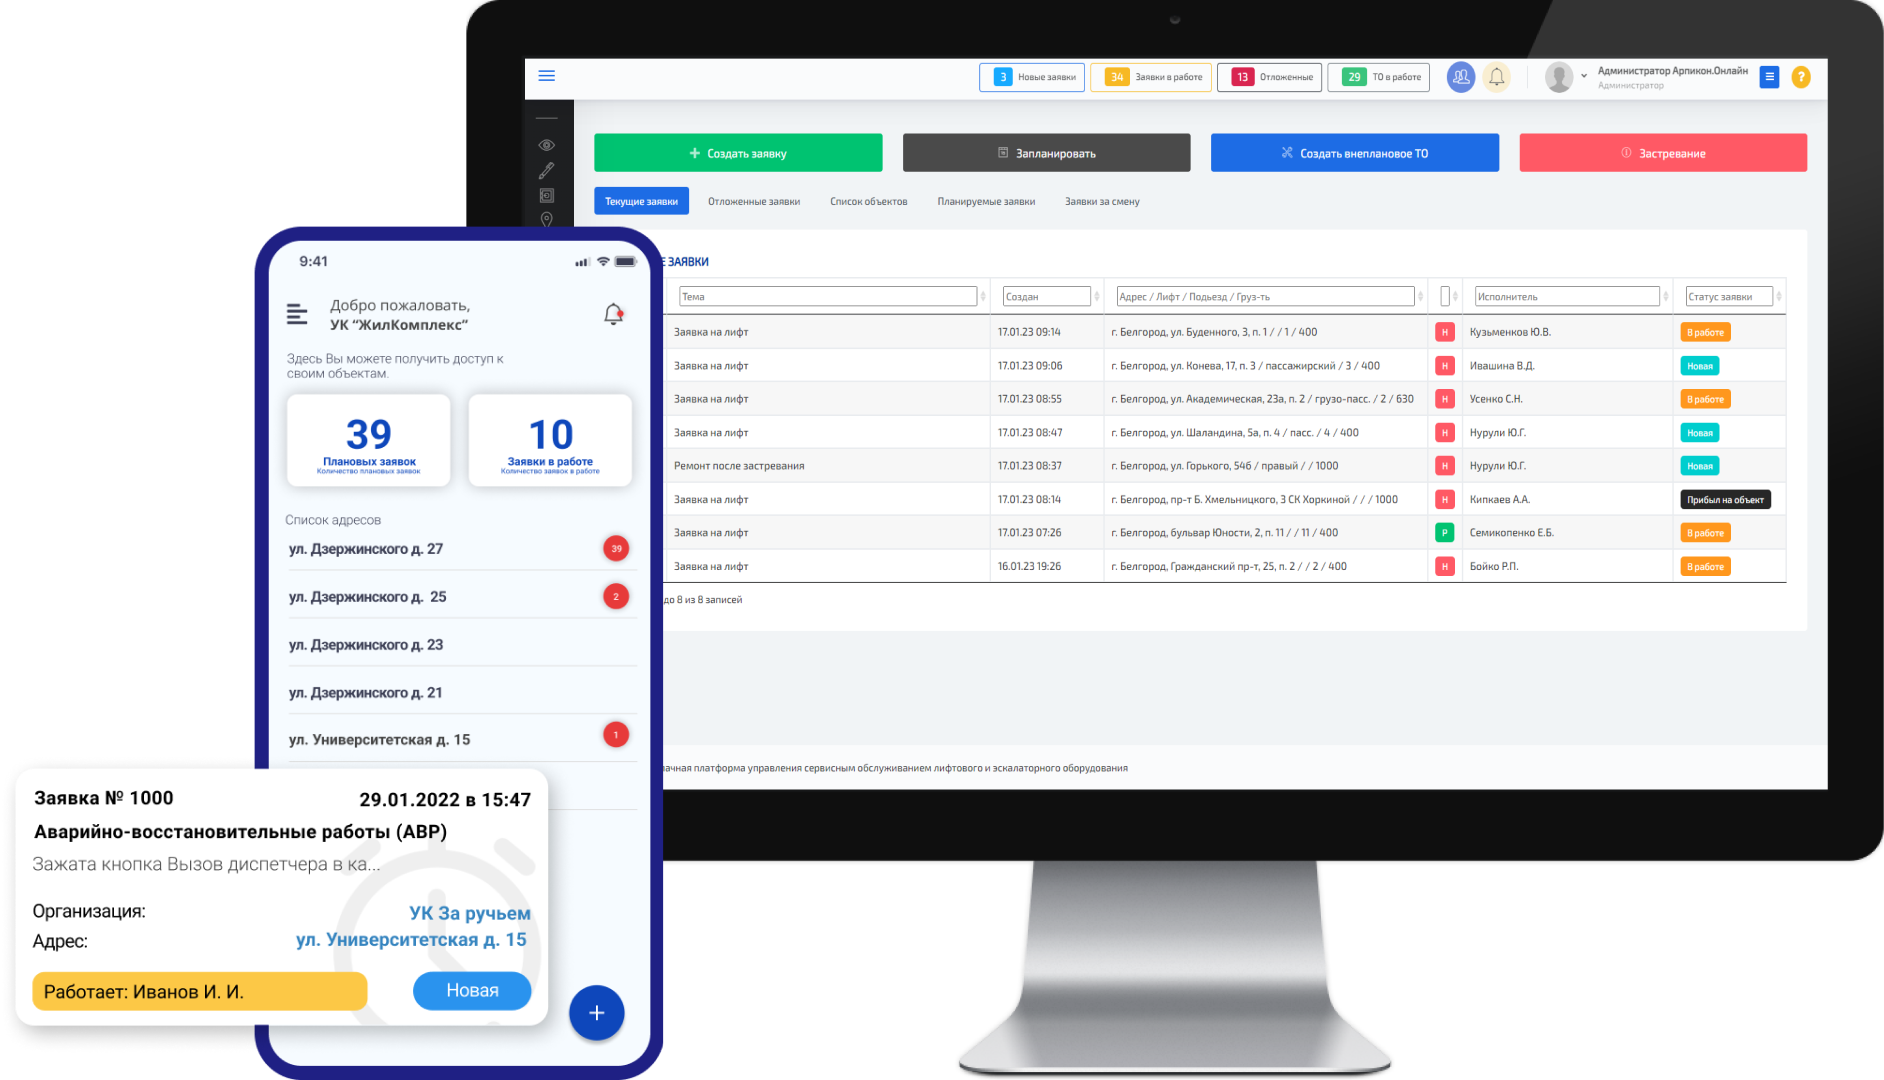 3 Новые заявки
34 Заявки в работе
13 Отложенные
29 ТО в работе
Администратор Арпикон.Онлайн
Администратор
?
+ Создать заявку
Запланировать
Создать внеплановое ТО
Застревание
Текущие заявки
Отложенные заявки
Список объектов
Планируемые заявки
Заявки за смену
Е ЗАЯВКИ
Тема Создан Адрес / Лифт / Подъезд / Груз-ть Исполнитель Статус заявки
Заявка на лифт 17.01.23 09:14 г. Белгород, ул. Буденного, 3, п. 1 / / 1 / 400 Н Кузьменков Ю.В. В работе
Заявка на лифт 17.01.23 09:06 г. Белгород, ул. Конева, 17, п. 3 / пассажирский / 3 / 400 Н Ивашина В.Д. Новая
Заявка на лифт 17.01.23 08:55 г. Белгород, ул. Академическая, 23а, п. 2 / грузо-пасс. / 2 / 630 Н Усенко С.Н. В работе
Заявка на лифт 17.01.23 08:47 г. Белгород, ул. Шаландина, 5а, п. 4 / пасс. / 4 / 400 Н Нурули Ю.Г. Новая
Ремонт после застревания 17.01.23 08:37 г. Белгород, ул. Горького, 54б / правый / / 1000 Н Нурули Ю.Г. Новая
Заявка на лифт 17.01.23 08:14 г. Белгород, пр-т Б. Хмельницкого, 3 СК Хоркиной / / / 1000 Н Кипкаев А.А. Прибыл на объект
Заявка на лифт 17.01.23 07:26 г. Белгород, бульвар Юности, 2, п. 11 / / 11 / 400 Р Семикопенко Е.Б. В работе
Заявка на лифт 16.01.23 19:26 г. Белгород, Гражданский пр-т, 25, п. 2 / / 2 / 400 Н Бойко Р.П. В работе
до 8 из 8 записей
ачная платформа управления сервисным обслуживанием лифтового и эскалаторного оборудования
9:41
Добро пожаловать,
УК “ЖилКомплекс”
Здесь Вы можете получить доступ к
своим объектам.
39
Плановых заявок
Количество плановых заявок
10
Заявки в работе
Количество заявок в работе
Список адресов
ул. Дзержинского д. 27 39
ул. Дзержинского д. 25 2
ул. Дзержинского д. 23
ул. Дзержинского д. 21
ул. Университетская д. 15 1
Заявка № 1000 29.01.2022 в 15:47
Аварийно-восстановительные работы (АВР)
Зажата кнопка Вызов диспетчера в ка...
Организация: УК За ручьем
Адрес: ул. Университетская д. 15
Работает: Иванов И. И. Новая
+